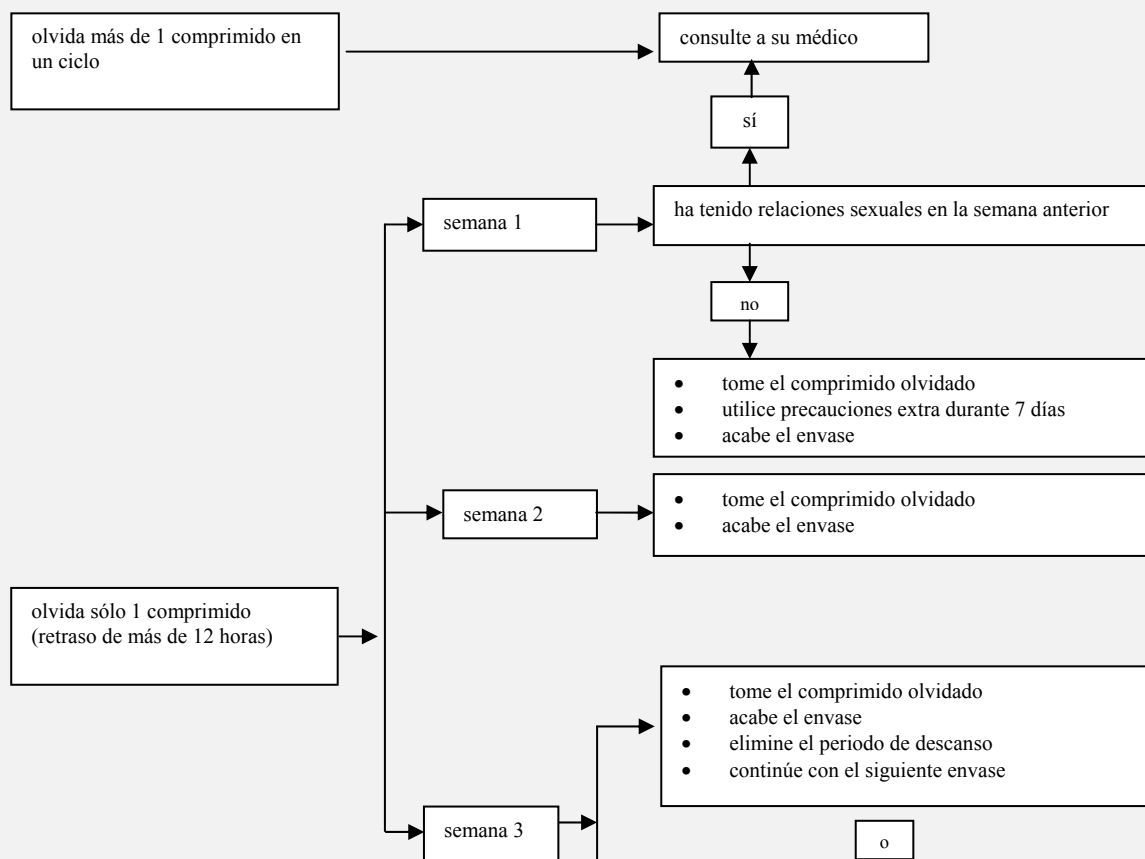 olvida más de 1 comprimido en
un ciclo
consulte a su médico
sí
semana 1
ha tenido relaciones sexuales en la semana anterior
no
• tome el comprimido olvidado
• utilice precauciones extra durante 7 días
• acabe el envase
semana 2
• tome el comprimido olvidado
• acabe el envase
olvida sólo 1 comprimido
(retraso de más de 12 horas)
• tome el comprimido olvidado
• acabe el envase
• elimine el periodo de descanso
• continúe con el siguiente envase
semana 3
o